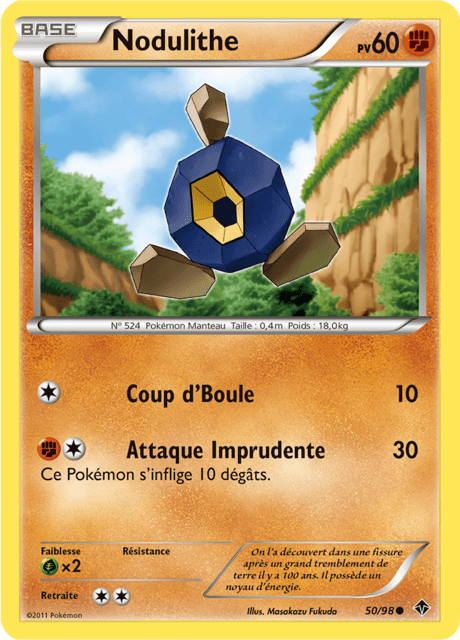 BASE
Nodulithe
PV60
N° 524 Pokémon Manteau Taille : 0,4m Poids : 18,0kg
Coup d'Boule 10
Attaque Imprudente 30
Ce Pokémon s'inflige 10 dégâts.
Faiblesse
Résistance
×2
Retraite
On l'a découvert dans une fissure
après un grand tremblement de
terre il y a 100 ans. Il possède un
noyau d'énergie.
©2011 Pokémon
Illus. Masakazu Fukuda
50/98